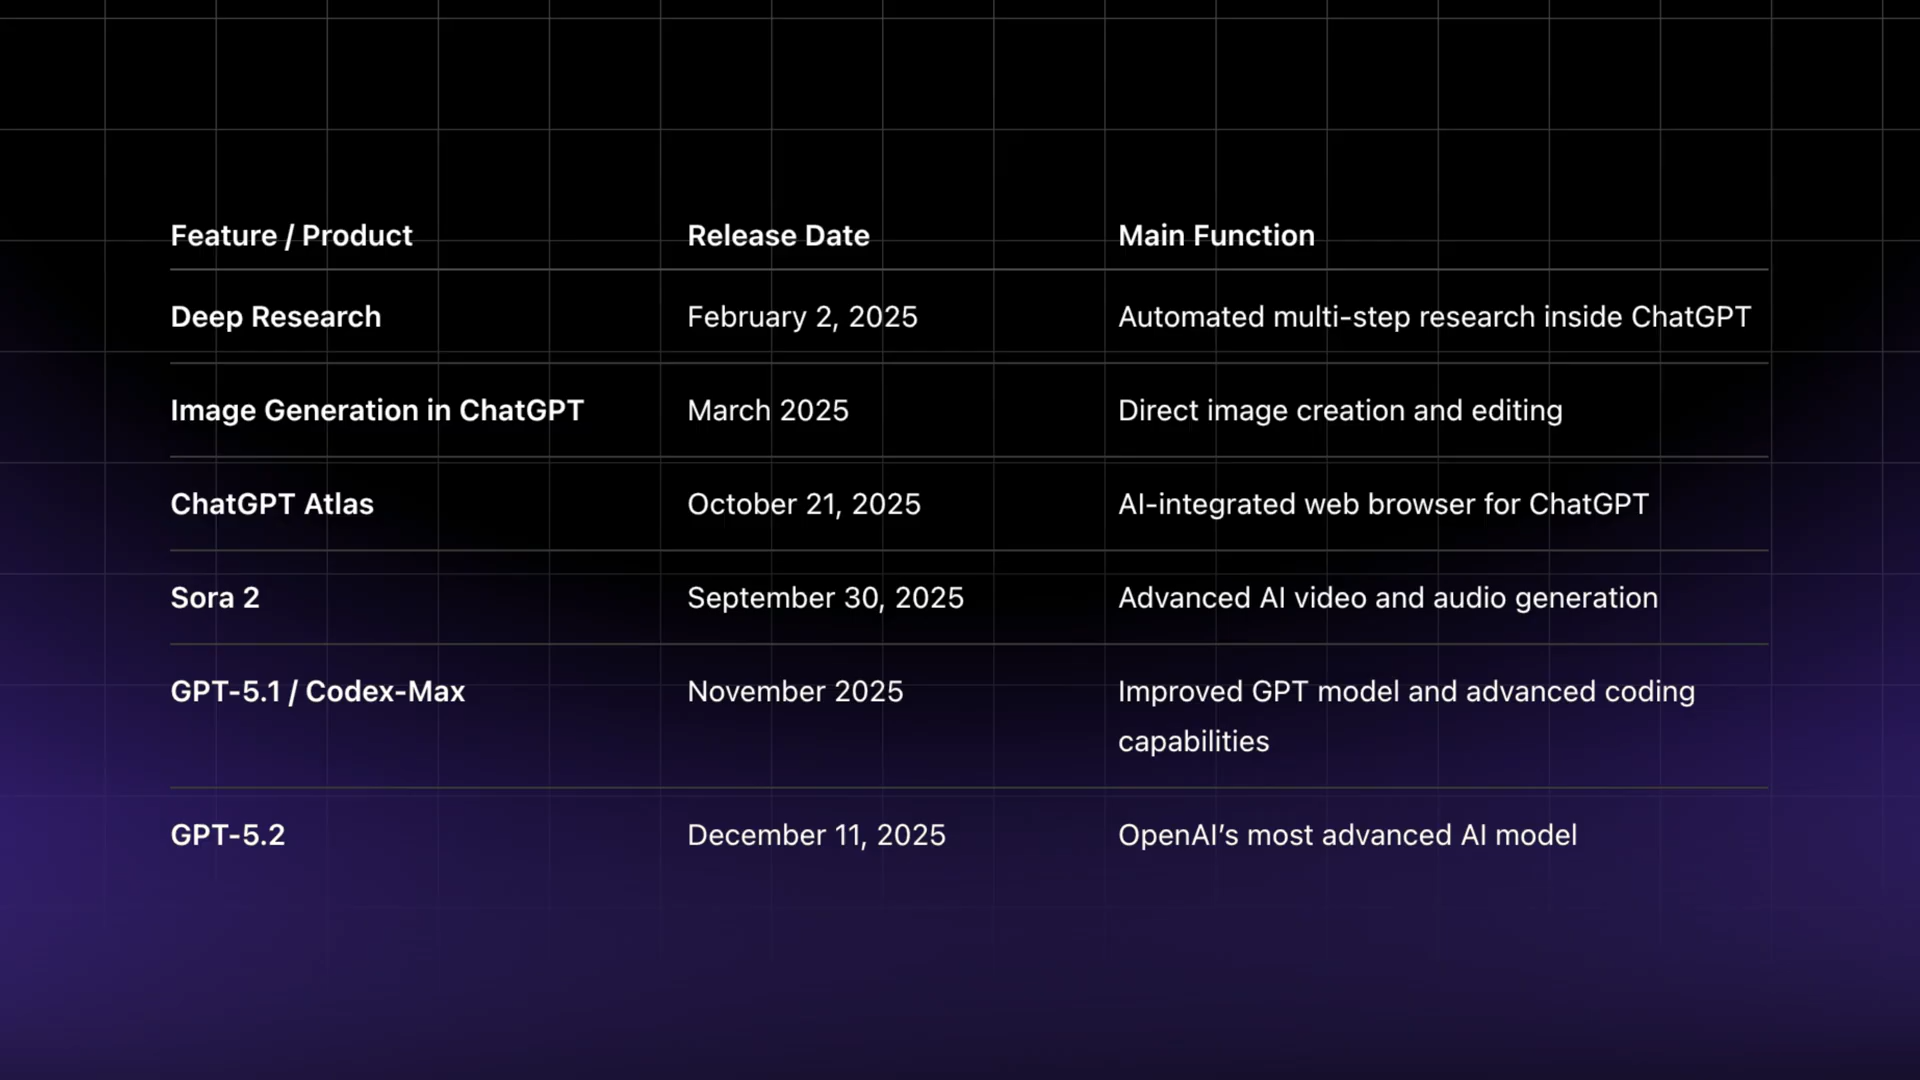 Feature / Product Release Date Main Function
Deep Research February 2, 2025 Automated multi-step research inside ChatGPT
Image Generation in ChatGPT March 2025 Direct image creation and editing
ChatGPT Atlas October 21, 2025 AI-integrated web browser for ChatGPT
Sora 2 September 30, 2025 Advanced AI video and audio generation
GPT-5.1 / Codex-Max November 2025 Improved GPT model and advanced coding
capabilities
GPT-5.2 December 11, 2025 OpenAI’s most advanced AI model